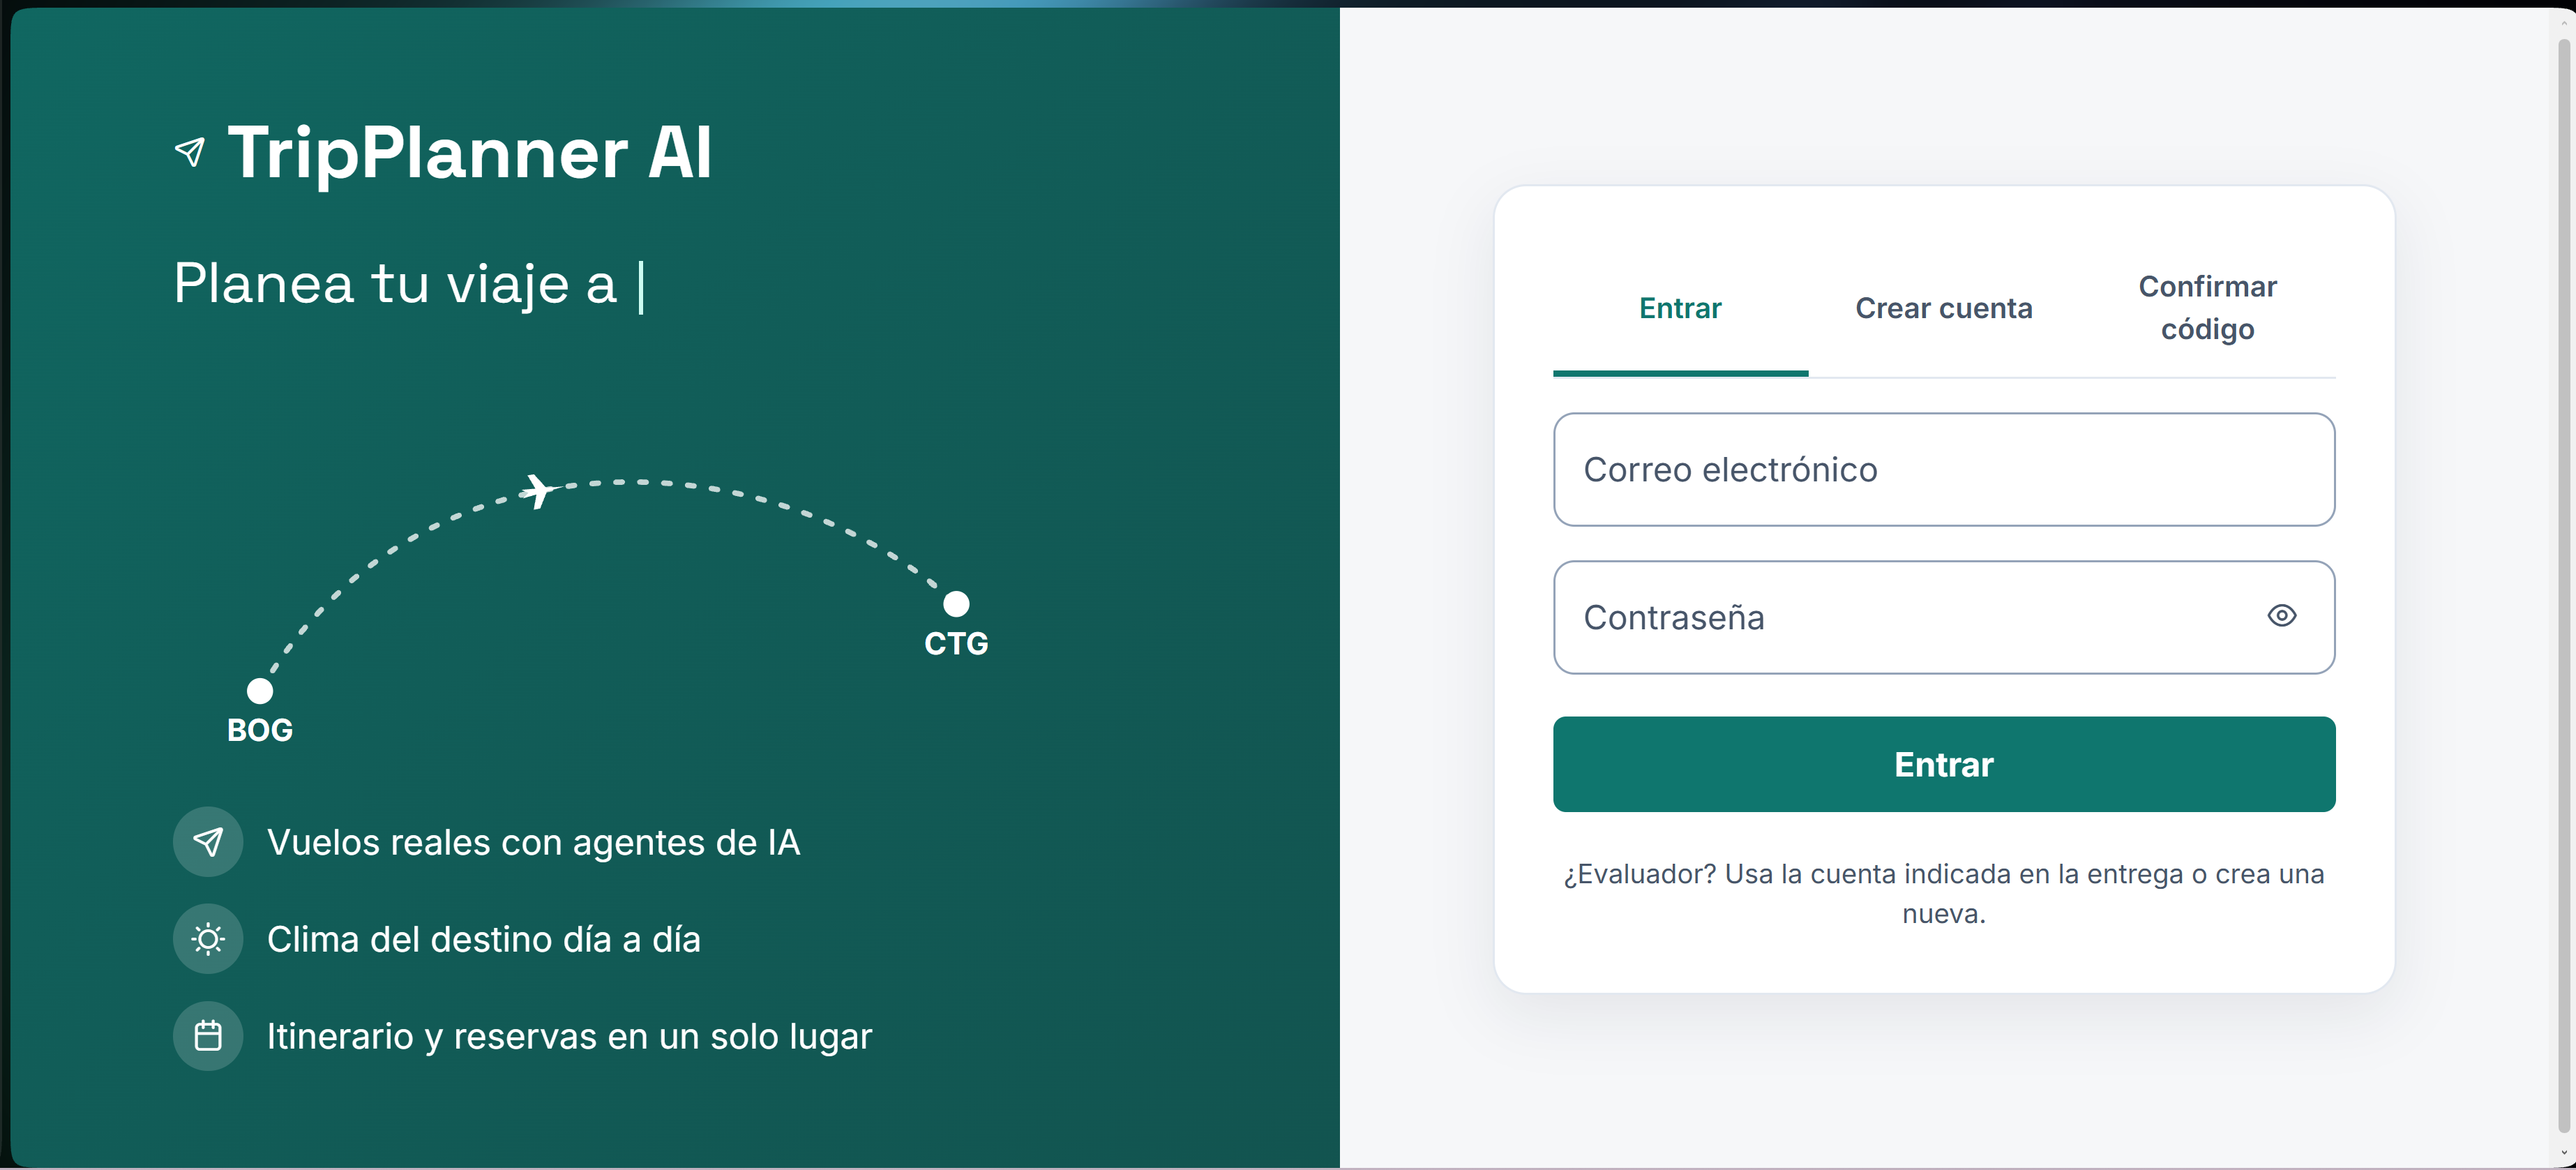 TripPlanner AI
Planea tu viaje a
BOG
CTG
Vuelos reales con agentes de IA
Clima del destino día a día
Itinerario y reservas en un solo lugar
Entrar
Crear cuenta
Confirmar
código
Correo electrónico
Contraseña
Entrar
¿Evaluador? Usa la cuenta indicada en la entrega o crea una
nueva.